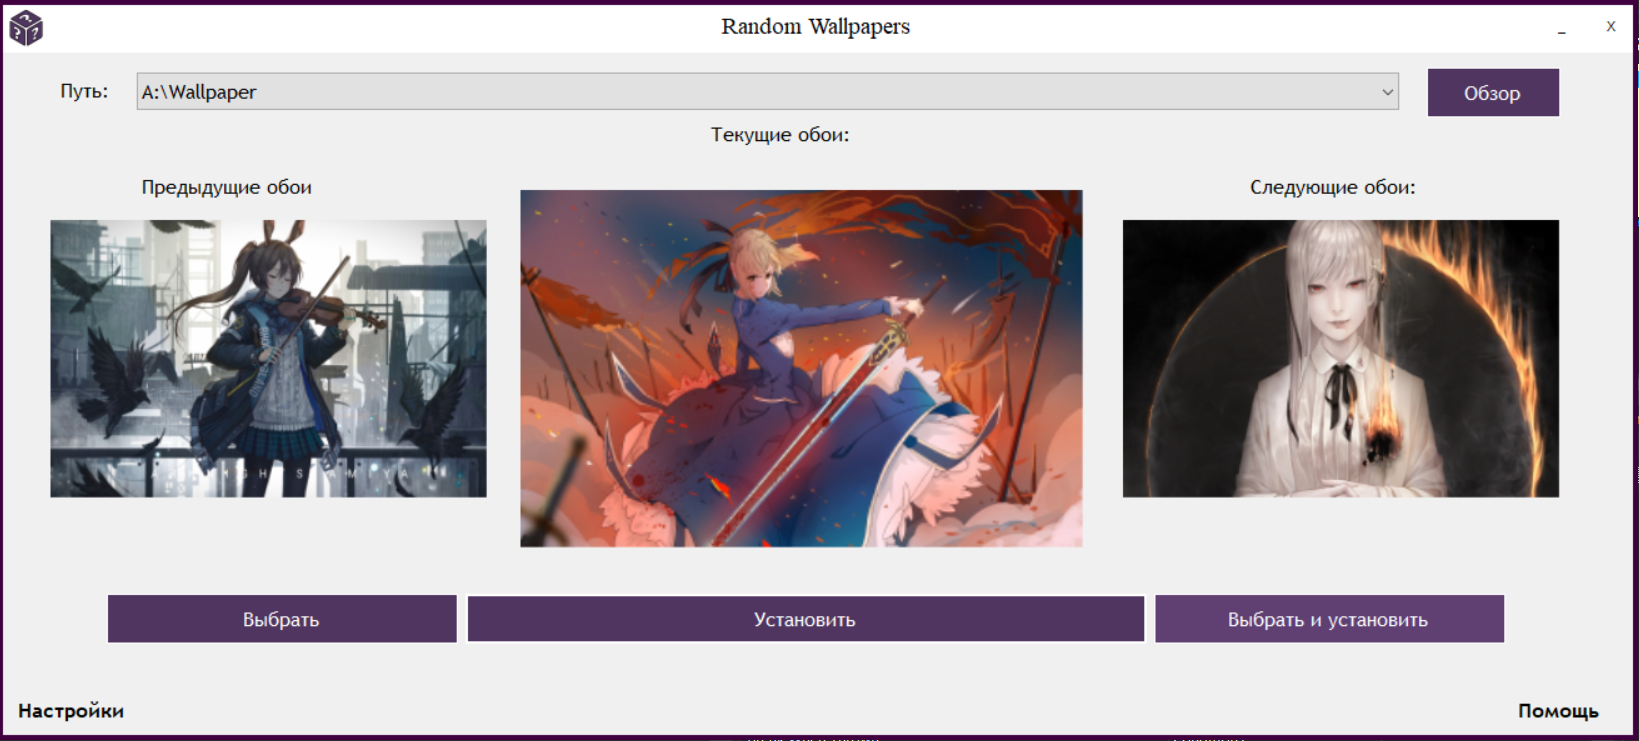 Random Wallpapers
_
X
Путь:
A:\Wallpaper
Обзор
Текущие обои:
Предыдущие обои
Следующие обои:
Выбрать
Установить
Выбрать и установить
Настройки
Помощь